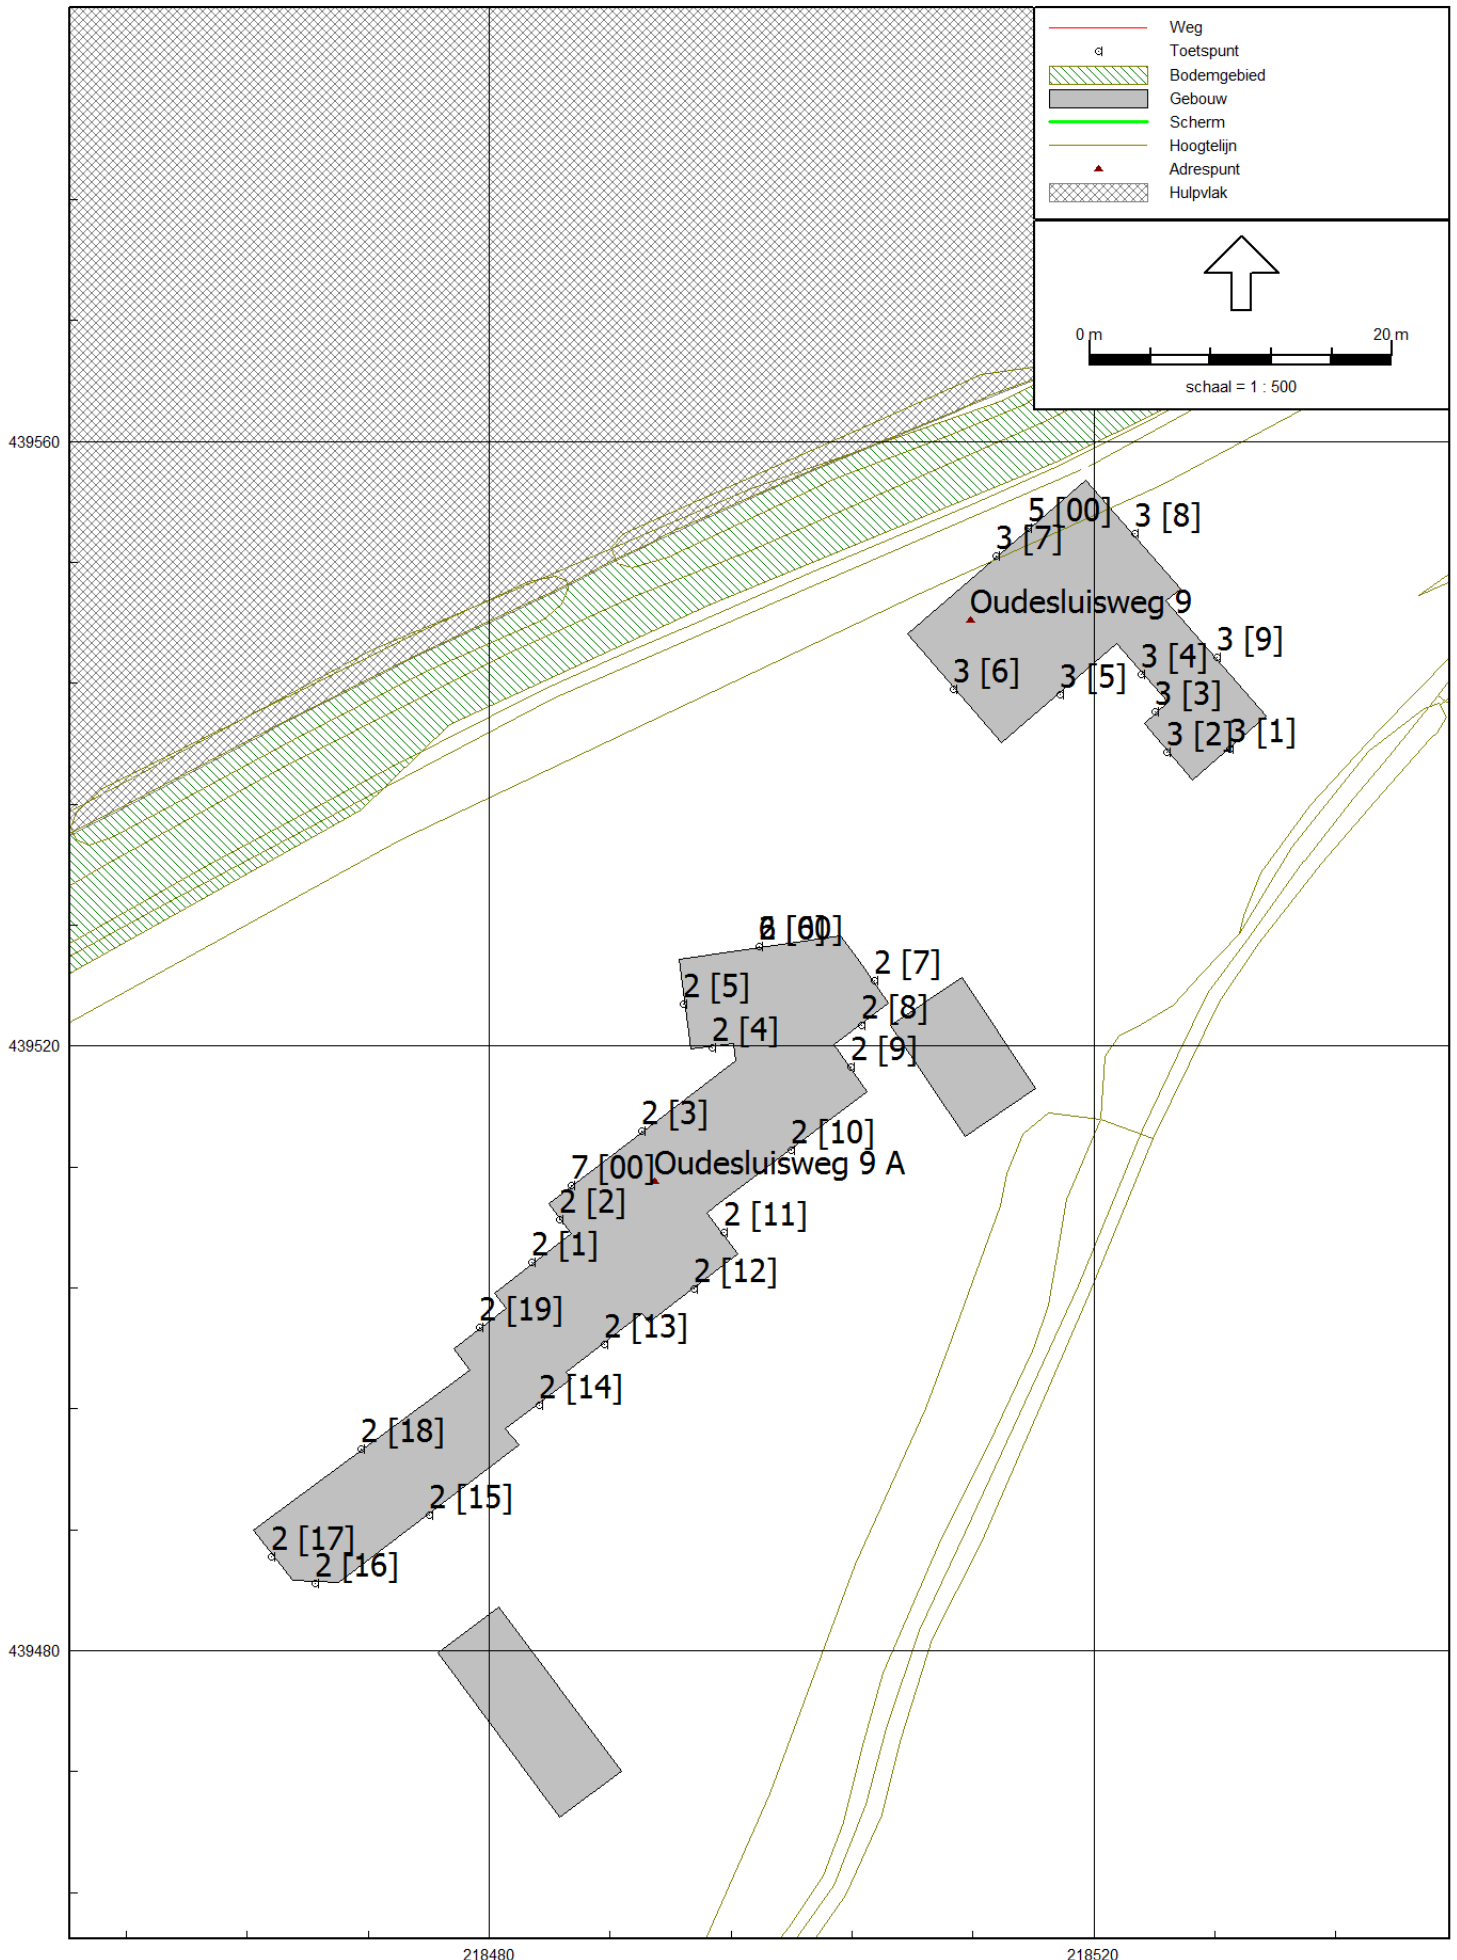 Weg
Toetspunt
Bodemgebied
Gebouw
Scherm
Hoogtelijn
Adrespunt
Hulpvlak
0 m
20 m
schaal = 1 : 500
439560
5 [00]
3 [8]
3 [7]
Oudesluisweg 9
3 [9]
3 [4]
3 [6]
3 [5]
3 [3]
3 [2]
3 [1]
2 [7]
2 [5]
2 [8]
2 [4]
439520
2 [9]
2 [3]
2 [10]
7 [00]
Oudesluisweg 9 A
2 [2]
2 [11]
2 [1]
2 [12]
2 [19]
2 [13]
2 [14]
2 [18]
2 [15]
2 [17]
2 [16]
439480
218480
218520